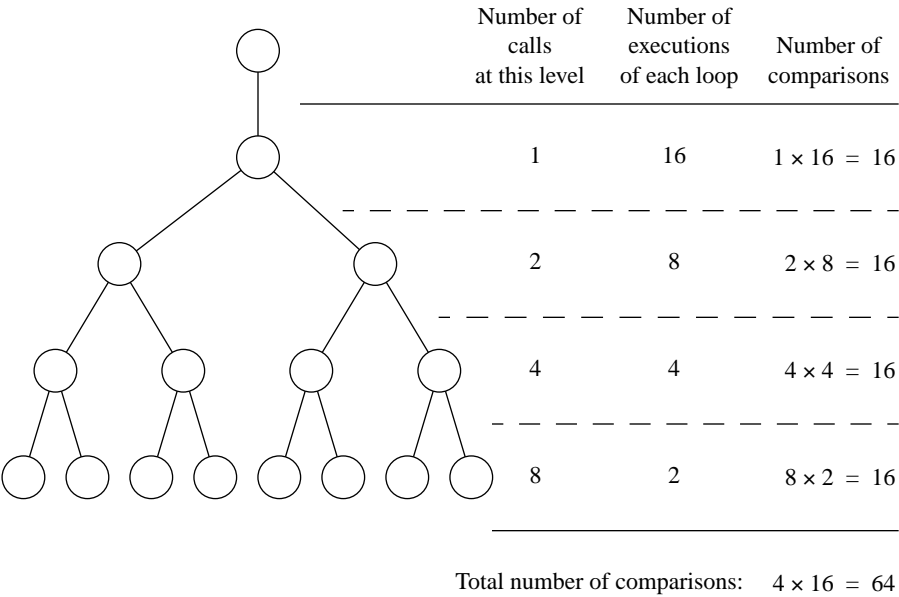 Number of calls at this level
Number of executions of each loop
Number of comparisons
1 16 1 × 16 = 16
2 8 2 × 8 = 16
4 4 4 × 4 = 16
8 2 8 × 2 = 16
Total number of comparisons: 4 × 16 = 64